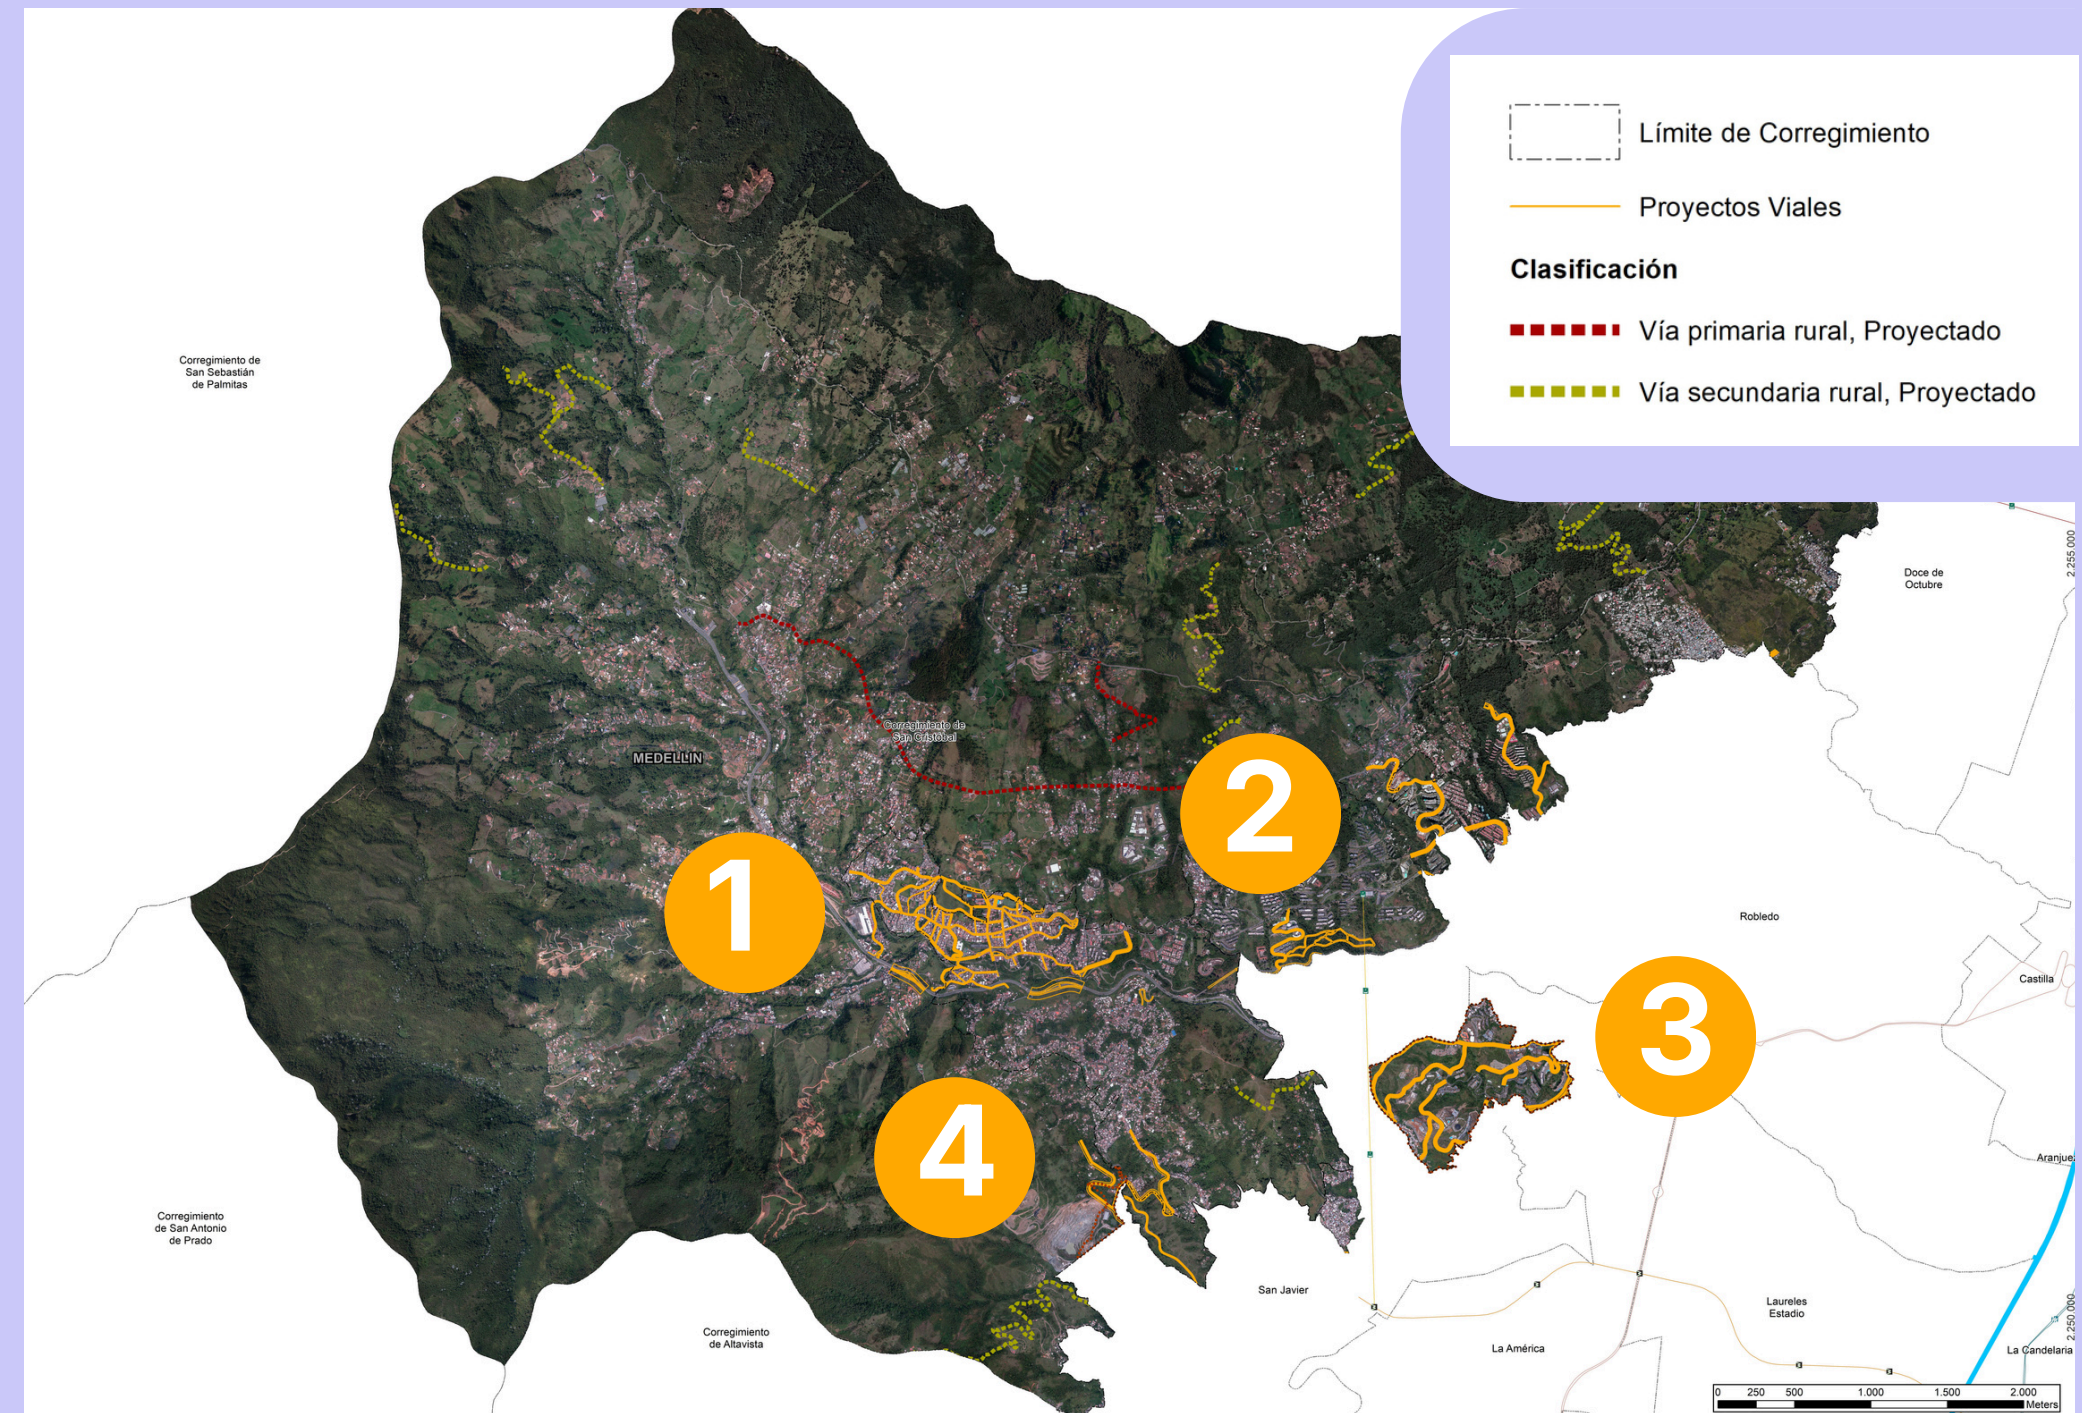 Límite de Corregimiento
Proyectos Viales
Clasificación
Vía primaria rural, Proyectado
Vía secundaria rural, Proyectado
Corregimiento de
San Sebastián
de Palmitas
2.255.000
Doce de
Octubre
Corregimiento de
San Cristóbal
MEDELLÍN
2
1
Robledo
Castilla
3
4
Aranjue
Corregimiento
de San Antonio
de Prado
San Javier
Laureles
Estadio
2.250.000
Corregimiento
de Altavista
La América
La Candelaria
0 250 500 1.000 1.500 2.000
Meters